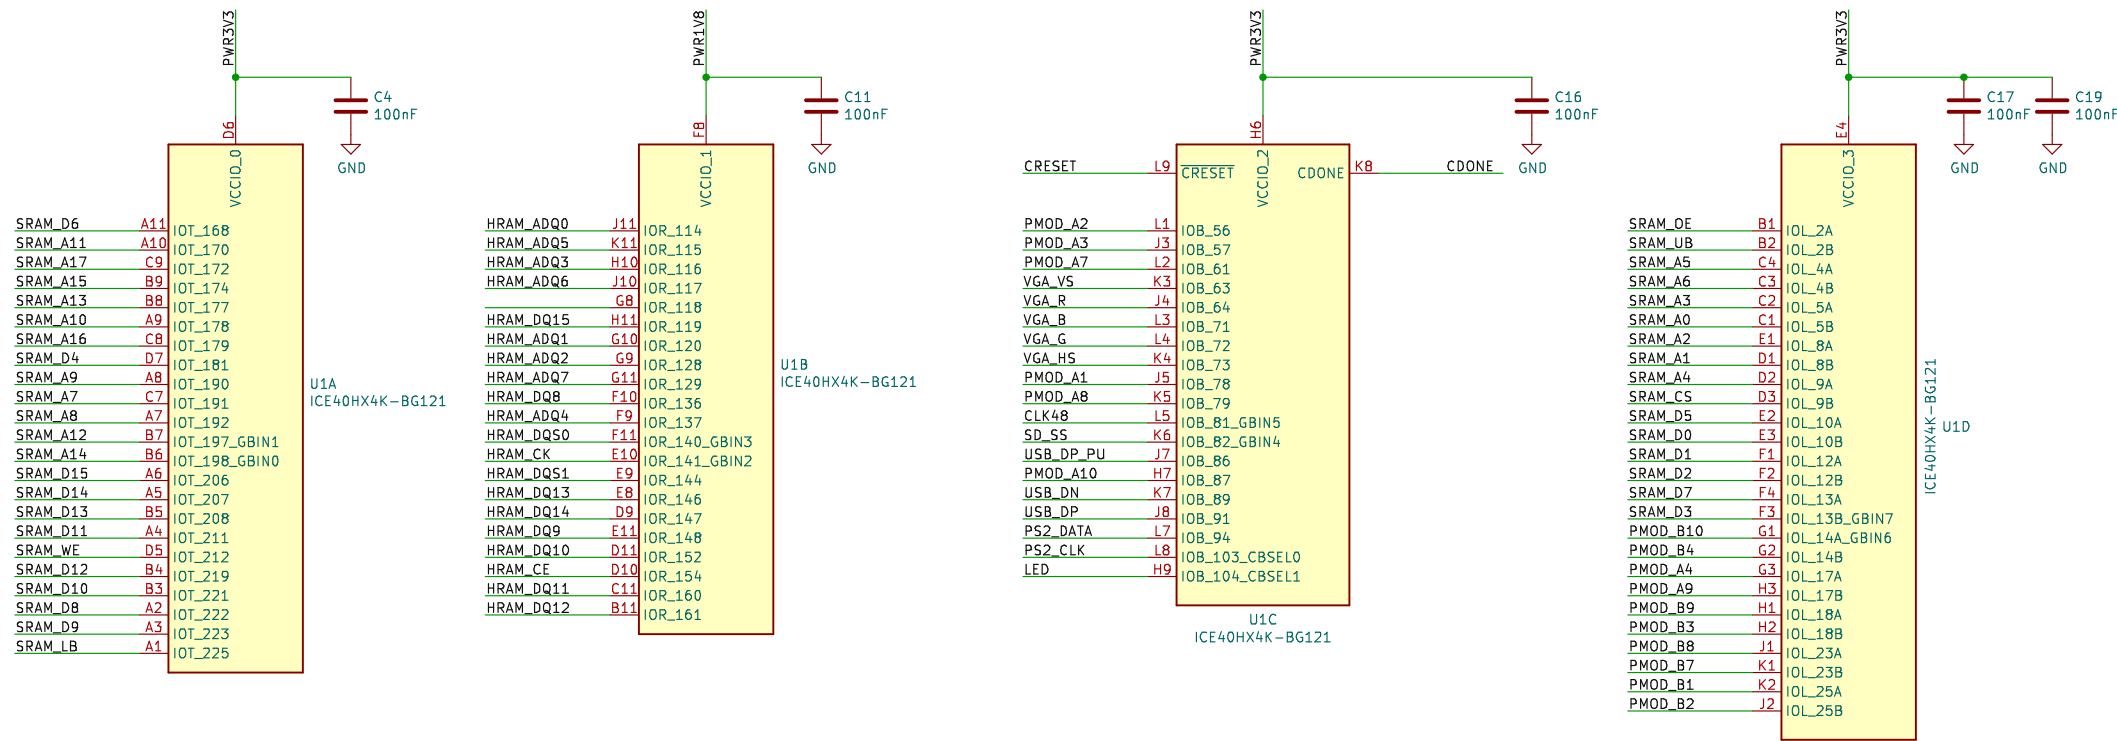 PWR3V3
C4
100nF
GND
D6
VCCIO_0
SRAM_D6 A11 IOT_168
SRAM_A11 A10 IOT_170
SRAM_A17 C9 IOT_172
SRAM_A15 B9 IOT_174
SRAM_A13 B8 IOT_177
SRAM_A10 A9 IOT_178
SRAM_A16 C8 IOT_179
SRAM_D4 D7 IOT_181
SRAM_A9 A8 IOT_190
SRAM_A7 C7 IOT_191
SRAM_A8 A7 IOT_192
SRAM_A12 B7 IOT_197_GBIN1
SRAM_A14 B6 IOT_198_GBIN0
SRAM_D15 A6 IOT_206
SRAM_D14 A5 IOT_207
SRAM_D13 B5 IOT_208
SRAM_D11 A4 IOT_211
SRAM_WE D5 IOT_212
SRAM_D12 B4 IOT_219
SRAM_D10 B3 IOT_221
SRAM_D8 A2 IOT_222
SRAM_D9 A3 IOT_223
SRAM_LB A1 IOT_225
U1A
ICE40HX4K-BG121
PWR1V8
C11
100nF
GND
F8
VCCIO_1
HRAM_ADQ0 J11 IOR_114
HRAM_ADQ5 K11 IOR_115
HRAM_ADQ3 H10 IOR_116
HRAM_ADQ6 J10 IOR_117
G8 IOR_118
HRAM_DQ15 H11 IOR_119
HRAM_ADQ1 G10 IOR_120
HRAM_ADQ2 G9 IOR_128
HRAM_ADQ7 G11 IOR_129
HRAM_DQ8 F10 IOR_136
HRAM_ADQ4 F9 IOR_137
HRAM_DQS0 F11 IOR_140_GBIN3
HRAM_CK E10 IOR_141_GBIN2
HRAM_DQS1 E9 IOR_144
HRAM_DQ13 E8 IOR_146
HRAM_DQ14 D9 IOR_147
HRAM_DQ9 E11 IOR_148
HRAM_DQ10 D11 IOR_152
HRAM_CE D10 IOR_154
HRAM_DQ11 C11 IOR_160
HRAM_DQ12 B11 IOR_161
U1B
ICE40HX4K-BG121
PWR3V3
C16
100nF
GND
H6
VCCIO_2
CRESET L9 CRESET
CDONE K8 CDONE
PMOD_A2 L1 IOB_56
PMOD_A3 J3 IOB_57
PMOD_A7 L2 IOB_61
VGA_VS K3 IOB_63
VGA_R J4 IOB_64
VGA_B L3 IOB_71
VGA_G L4 IOB_72
VGA_HS K4 IOB_73
PMOD_A1 J5 IOB_78
PMOD_A8 K5 IOB_79
CLK48 L5 IOB_81_GBIN5
SD_SS K6 IOB_82_GBIN4
USB_DP_PU J7 IOB_86
PMOD_A10 H7 IOB_87
USB_DN K7 IOB_89
USB_DP J8 IOB_91
PS2_DATA L7 IOB_94
PS2_CLK L8 IOB_103_CBSEL0
LED H9 IOB_104_CBSEL1
U1C
ICE40HX4K-BG121
PWR3V3
C17
100nF
GND
C19
100nF
GND
E4
VCCIO_3
SRAM_OE B1 IOL_2A
SRAM_UB B2 IOL_2B
SRAM_A5 C4 IOL_4A
SRAM_A6 C3 IOL_4B
SRAM_A3 C2 IOL_5A
SRAM_A0 C1 IOL_5B
SRAM_A2 E1 IOL_8A
SRAM_A1 D1 IOL_8B
SRAM_A4 D2 IOL_9A
SRAM_CS D3 IOL_9B
SRAM_D5 E2 IOL_10A
SRAM_D0 E3 IOL_10B
SRAM_D1 F1 IOL_12A
SRAM_D2 F2 IOL_12B
SRAM_D7 F4 IOL_13A
SRAM_D3 F3 IOL_13B_GBIN7
PMOD_B10 G1 IOL_14A_GBIN6
PMOD_B4 G2 IOL_14B
PMOD_A4 G3 IOL_17A
PMOD_A9 H3 IOL_17B
PMOD_B9 H1 IOL_18A
PMOD_B3 H2 IOL_18B
PMOD_B8 J1 IOL_23A
PMOD_B7 K1 IOL_23B
PMOD_B1 K2 IOL_25A
PMOD_B2 J2 IOL_25B
U1D
ICE40HX4K-BG121